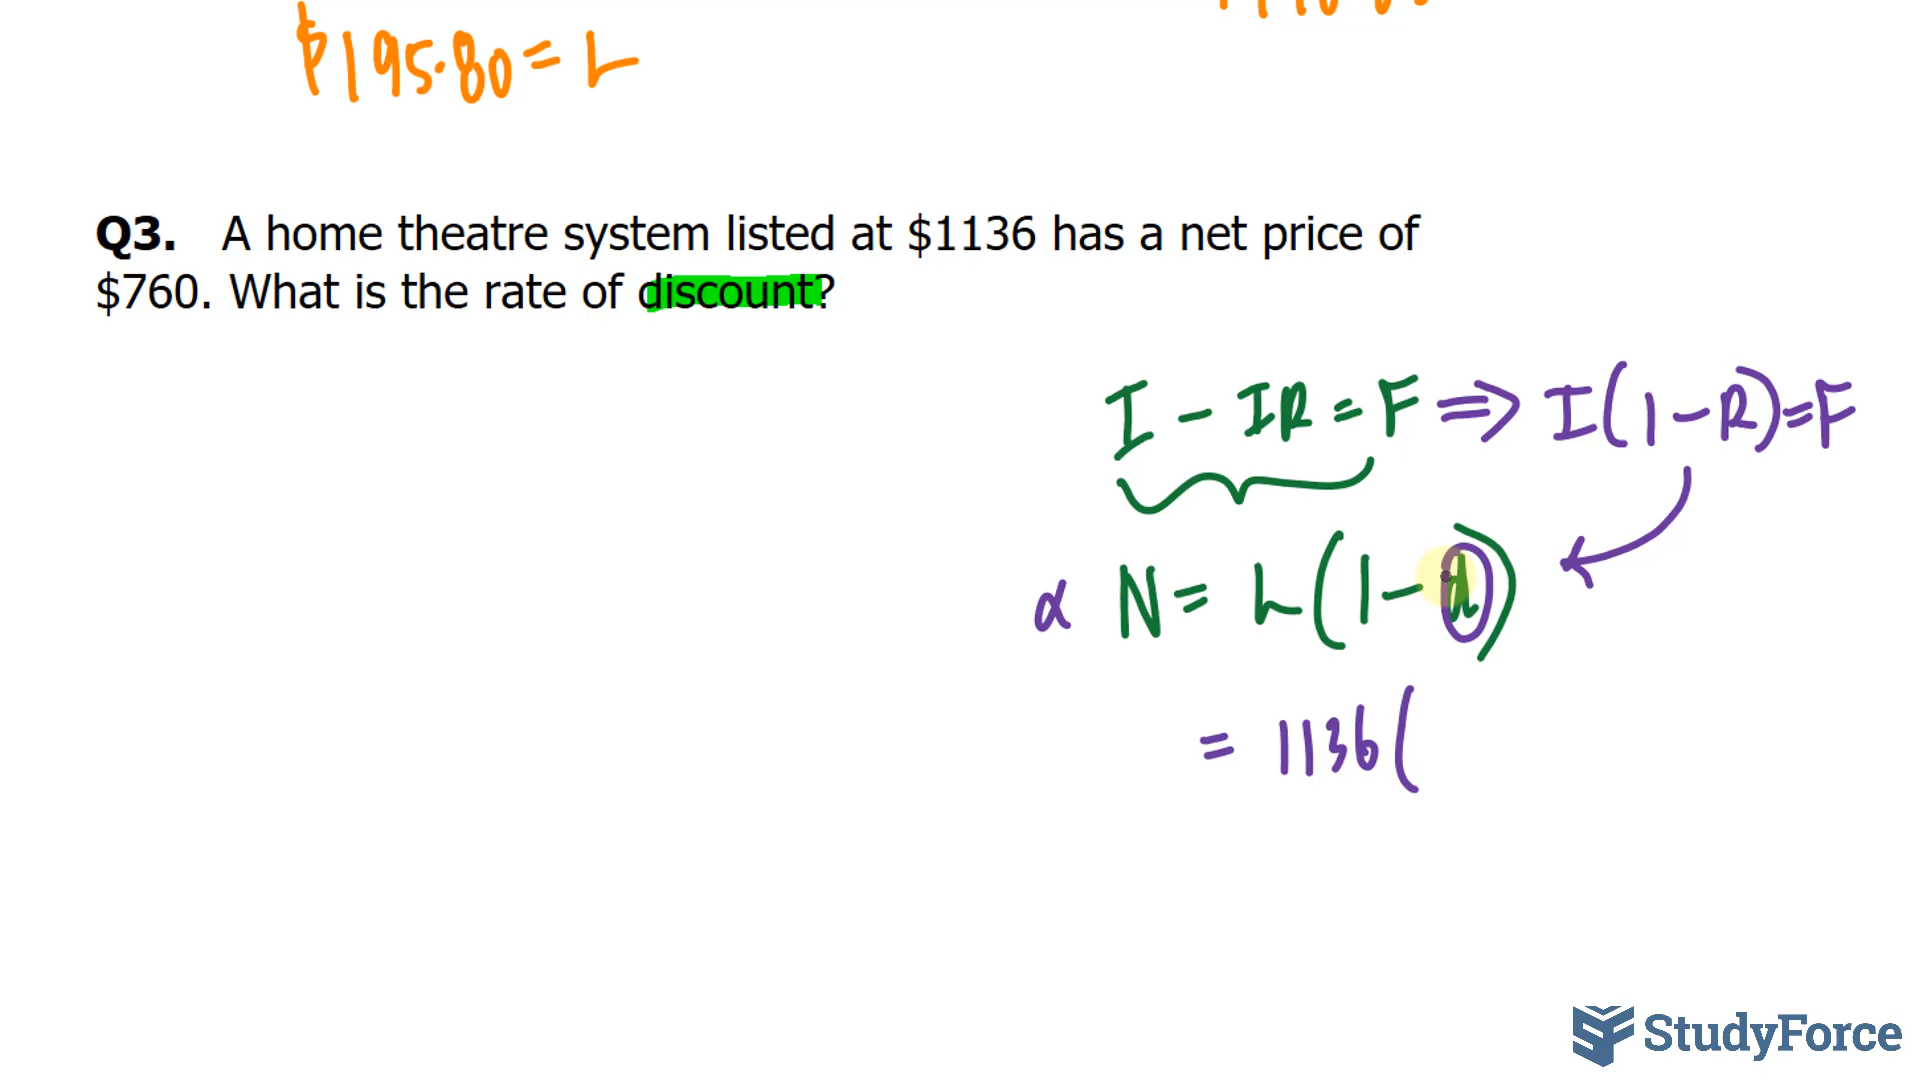 $195.80 = L
Q3. A home theatre system listed at $1136 has a net price of
$760. What is the rate of discount?
I - IR = F ⇒ I(1-R)=F
α N = L(1-d)
= 1136(
StudyForce